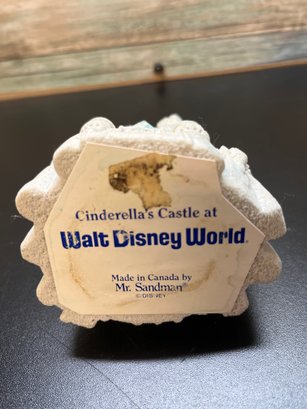 Cinderella's Castle at
Walt Disney World®
Made in Canada by
Mr. Sandman®
© DISNEY